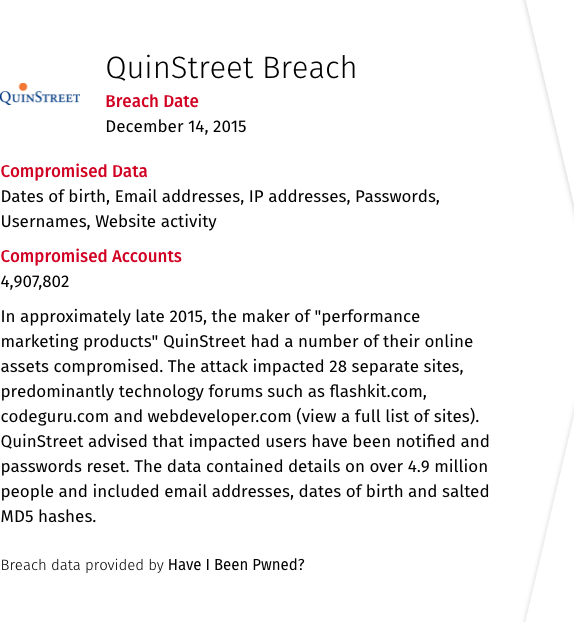 QuinStreet Breach
QUINSTREET
Breach Date
December 14, 2015
Compromised Data
Dates of birth, Email addresses, IP addresses, Passwords,
Usernames, Website activity
Compromised Accounts
4,907,802
In approximately late 2015, the maker of "performance
marketing products" QuinStreet had a number of their online
assets compromised. The attack impacted 28 separate sites,
predominantly technology forums such as flashkit.com,
codeguru.com and webdeveloper.com (view a full list of sites).
QuinStreet advised that impacted users have been notified and
passwords reset. The data contained details on over 4.9 million
people and included email addresses, dates of birth and salted
MD5 hashes.
Breach data provided by Have I Been Pwned?